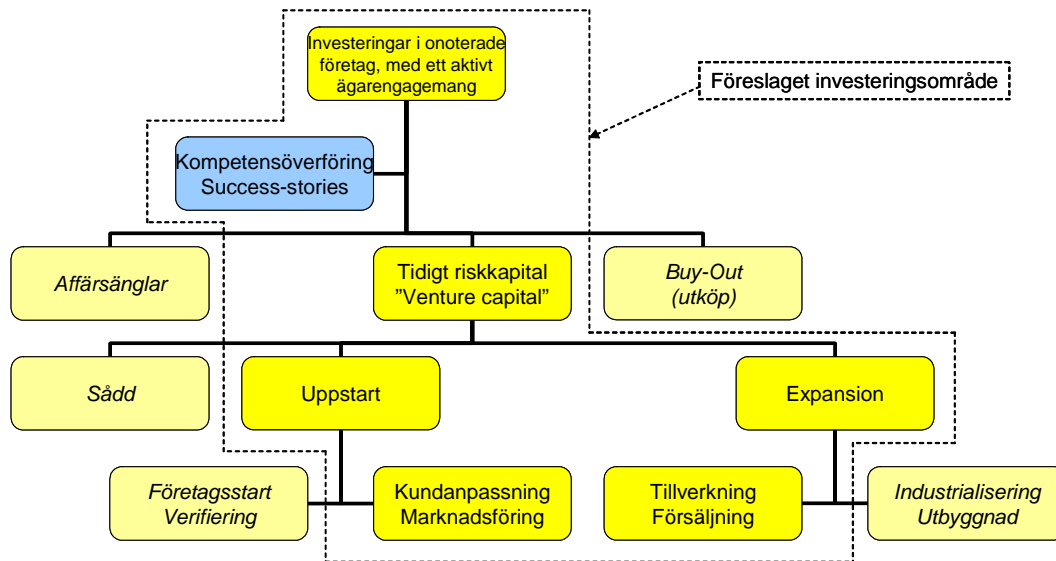 Investeringar i onoterade
företag, med ett aktivt
ägarengagemang
Föreslaget investeringsområde
Kompetensöverföring
Success-stories
Affärsänglar
Tidigt riskkapital
”Venture capital”
Buy-Out
(utköp)
Sådd
Uppstart
Expansion
Företagsstart
Verifiering
Kundanpassning
Marknadsföring
Tillverkning
Försäljning
Industrialisering
Utbyggnad